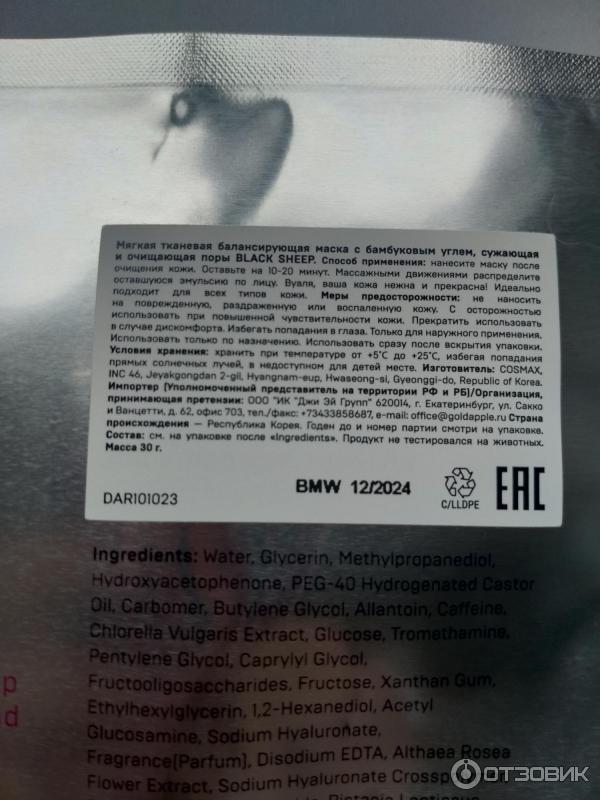 Мягкая тканевая балансирующая маска с бамбуковым углем, сужающая
и очищающая поры BLACK SHEEP. Способ применения: нанесите маску после
очищения кожи. Оставьте на 10-20 минут. Массажными движениями распределите
оставшуюся эмульсию по лицу. Вуаля, ваша кожа нежна и прекрасна! Идеально
подходит для всех типов кожи. Меры предосторожности: не наносить
на поврежденную, раздраженную или воспаленную кожу. С осторожностью
использовать при повышенной чувствительности кожи. Прекратить использовать
в случае дискомфорта. Избегать попадания в глаза. Только для наружного применения.
Использовать только по назначению. Использовать сразу после вскрытия упаковки.
Условия хранения: хранить при температуре от +5°С до +25°С, избегая попадания
прямых солнечных лучей, в недоступном для детей месте. Изготовитель: COSMAX,
INC 46, Jeyakgongdan 2-gil, Hyangnam-eup, Hwaseong-si, Gyeonggi-do, Republic of Korea.
Импортер (Уполномоченный представитель на территории РФ и РБ)/Организация,
принимающая претензии: ООО "ИК "Джи Эй Групп" 620014, г. Екатеринбург, ул. Сакко
и Ванцетти, д. 62, офис 703, тел./факс: +73433858687, e-mail: office@goldapple.ru Страна
происхождения – Республика Корея. Годен до и номер партии смотри на упаковке.
Состав: см. на упаковке после «Ingredients». Продукт не тестировался на животных.
Масса 30 г.
DAR101023
BMW 12/2024
C/LLDPE
EAC
Ingredients: Water, Glycerin, Methylpropanediol,
Hydroxyacetophenone, PEG-40 Hydrogenated Castor
Oil, Carbomer, Butylene Glycol, Allantoin, Caffeine,
Chlorella Vulgaris Extract, Glucose, Tromethamine,
Pentylene Glycol, Caprylyl Glycol,
Fructooligosaccharides, Fructose, Xanthan Gum,
Ethylhexylglycerin, 1,2-Hexanediol, Acetyl
Glucosamine, Sodium Hyaluronate,
Fragrance(Parfum), Disodium EDTA, Althaea Rosea
Flower Extract, Sodium Hyaluronate
p
d
ОТЗОВИК